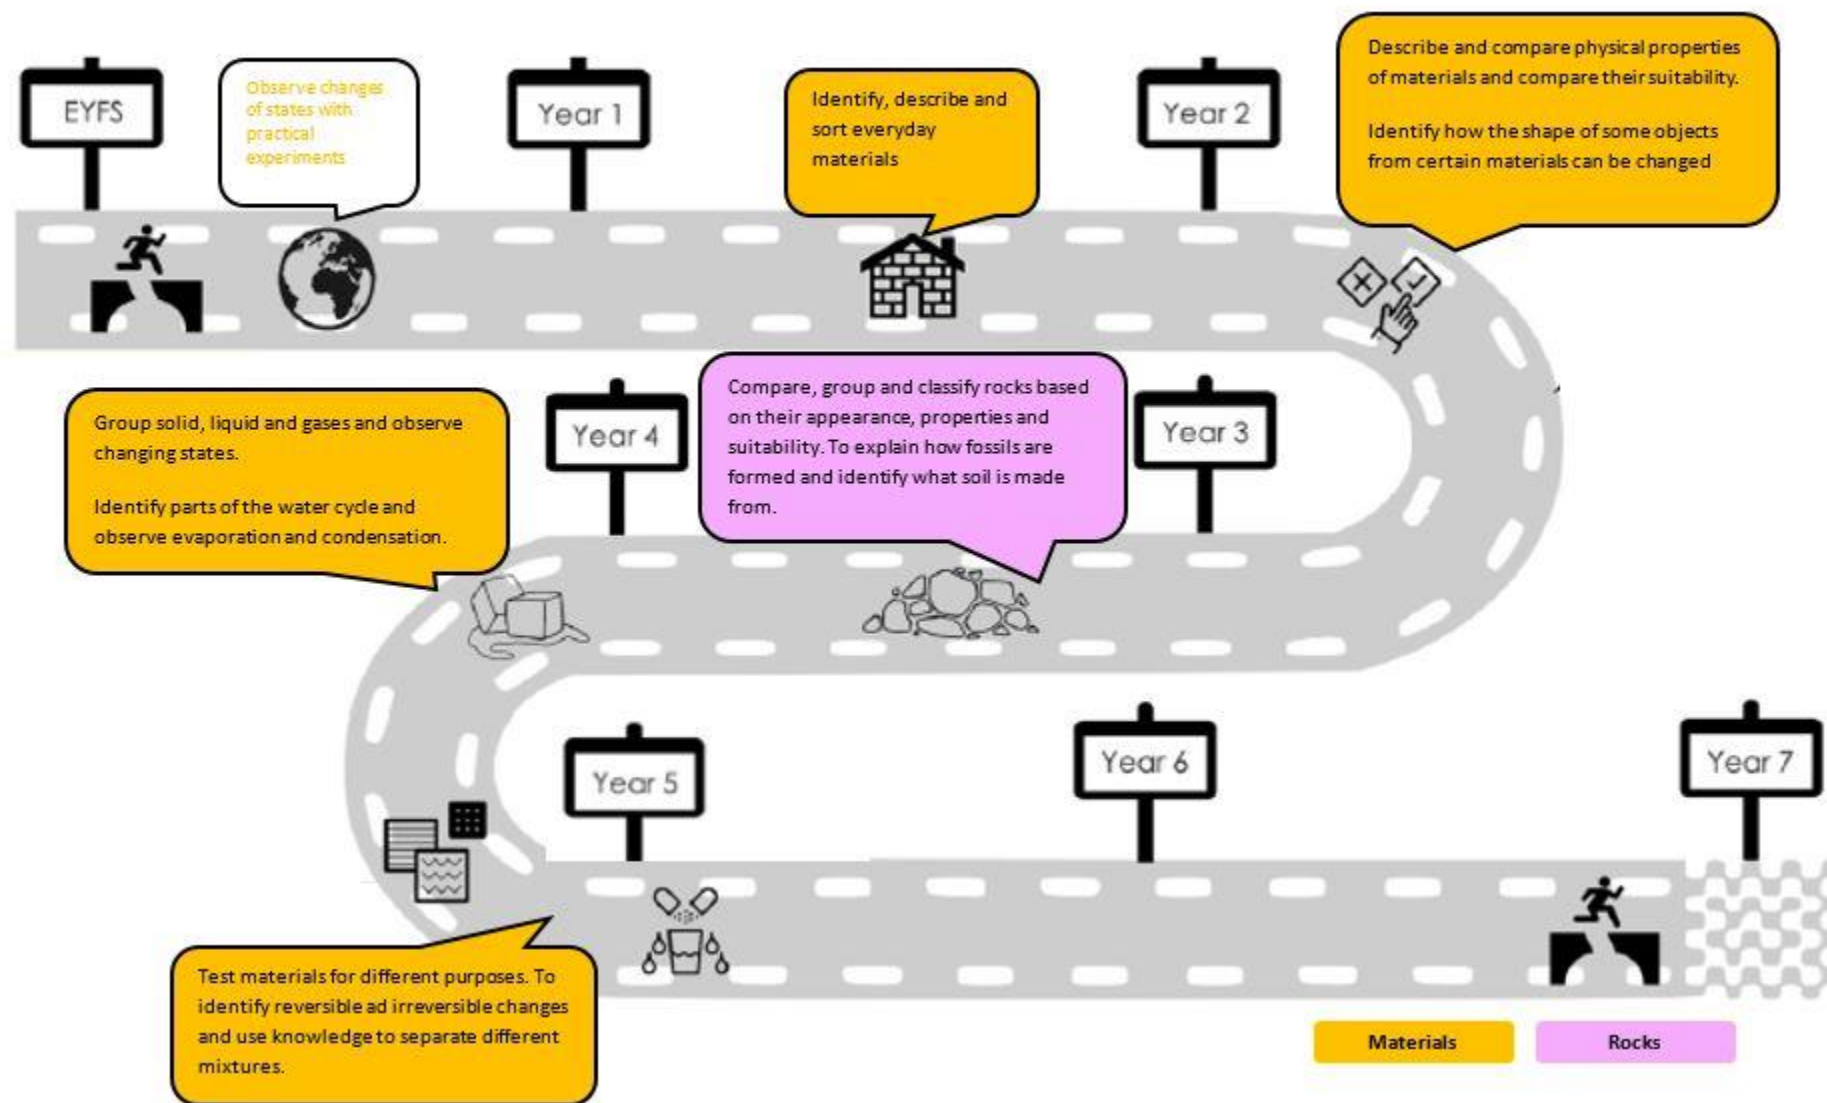 EYFS
Observe changes
of states with
practical
experiments
Year 1
Identify, describe and
sort everyday
materials
Year 2
Describe and compare physical properties
of materials and compare their suitability.
Identify how the shape of some objects
from certain materials can be changed
Year 3
Compare, group and classify rocks based
on their appearance, properties and
suitability. To explain how fossils are
formed and identify what soil is made
from.
Year 4
Group solid, liquid and gases and observe
changing states.
Identify parts of the water cycle and
observe evaporation and condensation.
Year 5
Test materials for different purposes. To
identify reversible ad irreversible changes
and use knowledge to separate different
mixtures.
Year 6
Year 7
Materials
Rocks